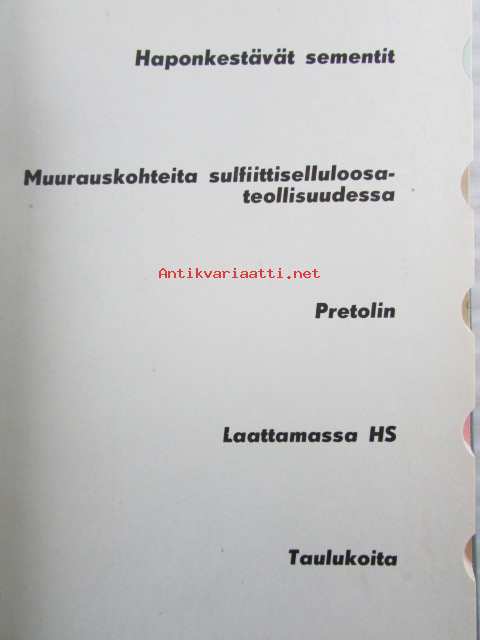 Haponkestävät sementit
Muurauskohteita sulfiittiselluloosa-
teollisuudessa
Antikvariaatti.net
Pretolin
Laattamassa HS
Taulukoita